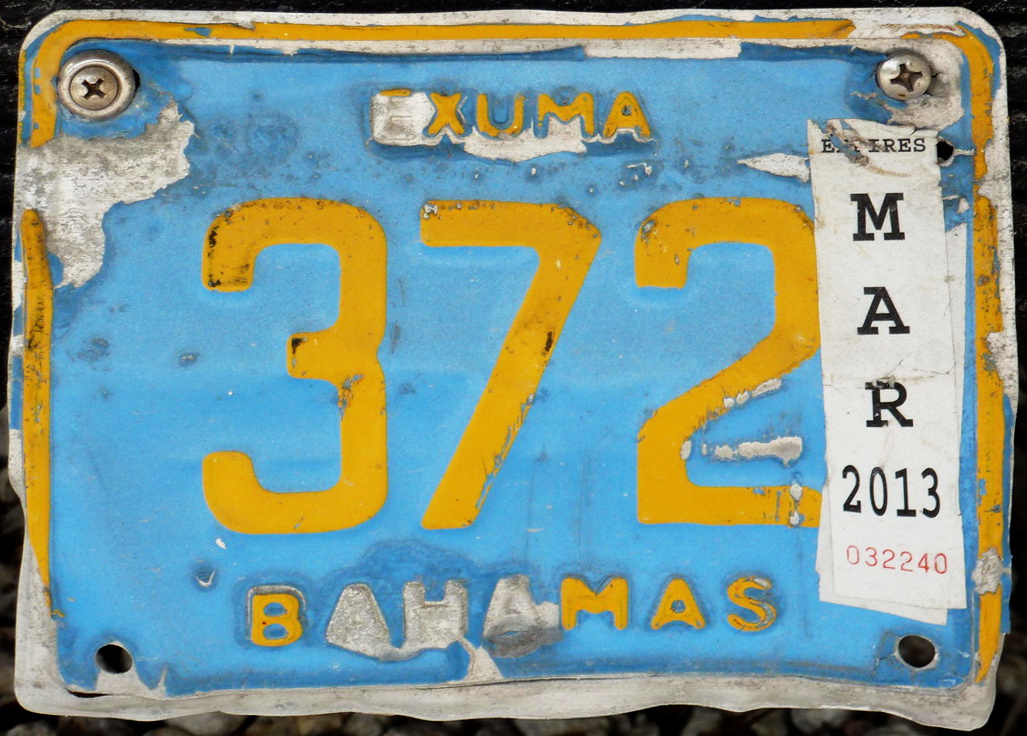 EXUMA
372
BAHAMAS
EXPIRES
M
A
R
2013
032240